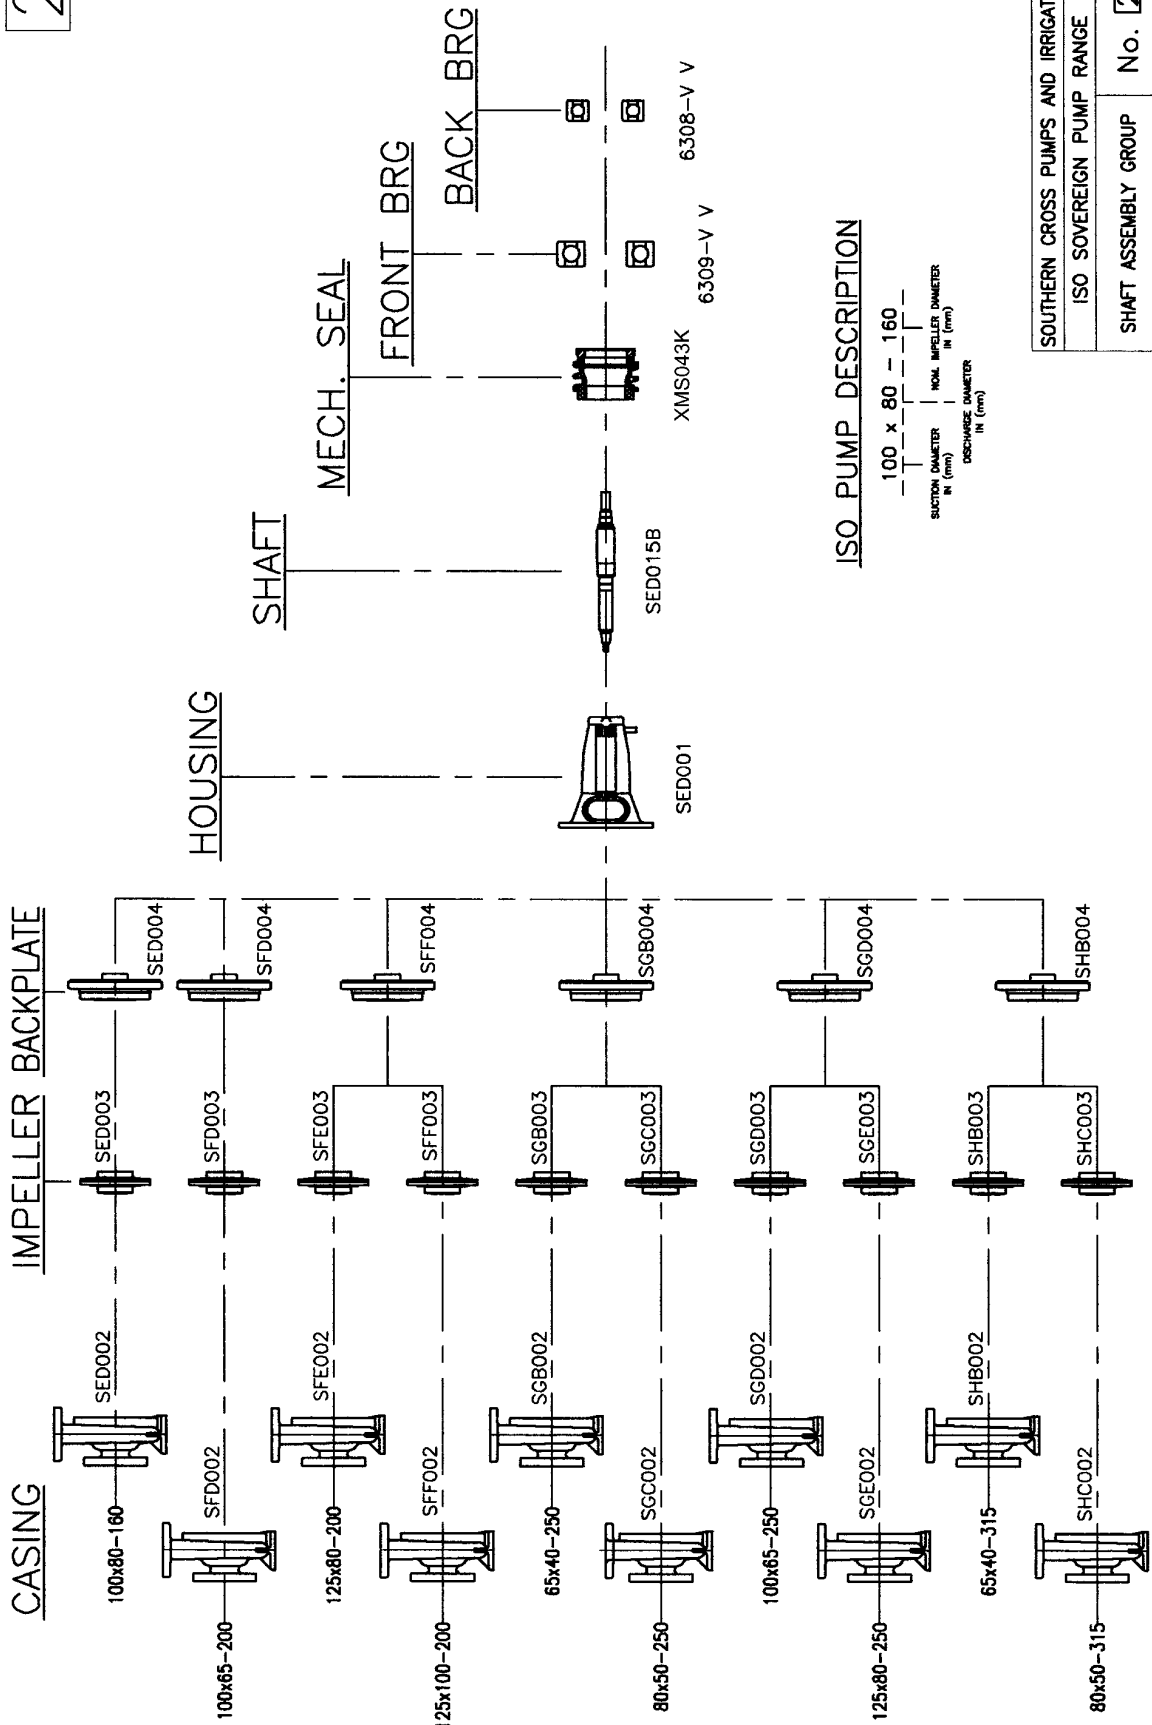 2
CASING
IMPELLER
BACKPLATE
HOUSING
SHAFT
MECH. SEAL
FRONT BRG
BACK BRG
100x80-160
SED002
SED003
SED004
100x65-200
SFD002
SFD003
SFD004
125x80-200
SFE002
SFE003
SFF004
125x100-200
SFF002
SFF003
65x40-250
SGB002
SGB003
SGB004
80x50-250
SGC002
SGC003
100x65-250
SGD002
SGD003
SGD004
125x80-250
SGE002
SGE003
65x40-315
SHB002
SHB003
SHB004
80x50-315
SHC002
SHC003
SED001
SED015B
XMS043K
6309-V V
6308-V V
ISO PUMP DESCRIPTION
100 x 80 - 160
SUCTION DIAMETER
IN (mm)
DISCHARGE DIAMETER
IN (mm)
NOM. IMPELLER DIAMETER
IN (mm)
SOUTHERN CROSS PUMPS AND IRRIGAT
ISO SOVEREIGN PUMP RANGE
SHAFT ASSEMBLY GROUP
No. 2